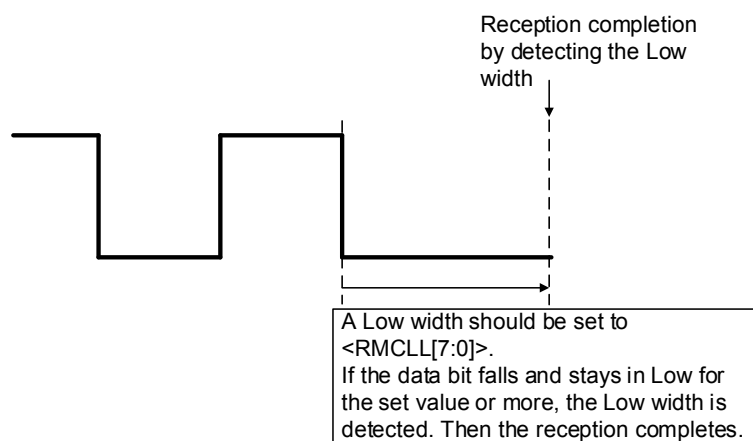 Reception completion
by detecting the Low
width
A Low width should be set to
<RMCLL[7:0]>.
If the data bit falls and stays in Low for
the set value or more, the Low width is
detected. Then the reception completes.